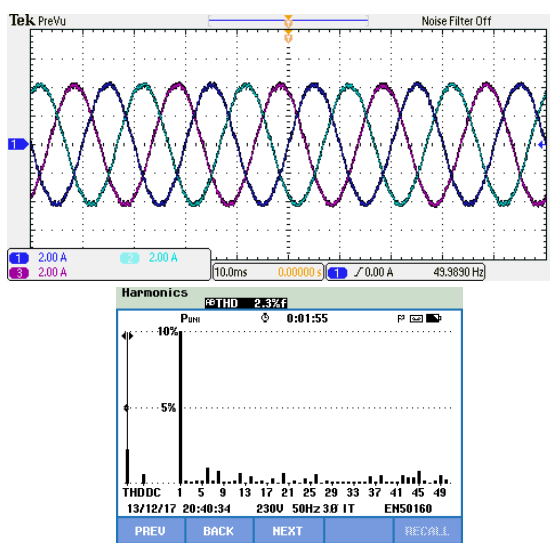 Tek PreVu Noise Filter Off
1
1 2.00 A 2 2.00 A
3 2.00 A 10.0ms 0.00000 s 1 0.00 A 49.9890 Hz
Harmonics
THD 2.3%f
PUNI 0:01:55
10%
5%
THDDC 1 5 9 13 17 21 25 29 33 37 41 45 49
13/12/17 20:40:34 230V 50Hz 3Ø IT EN50160
PREV BACK NEXT RECALL